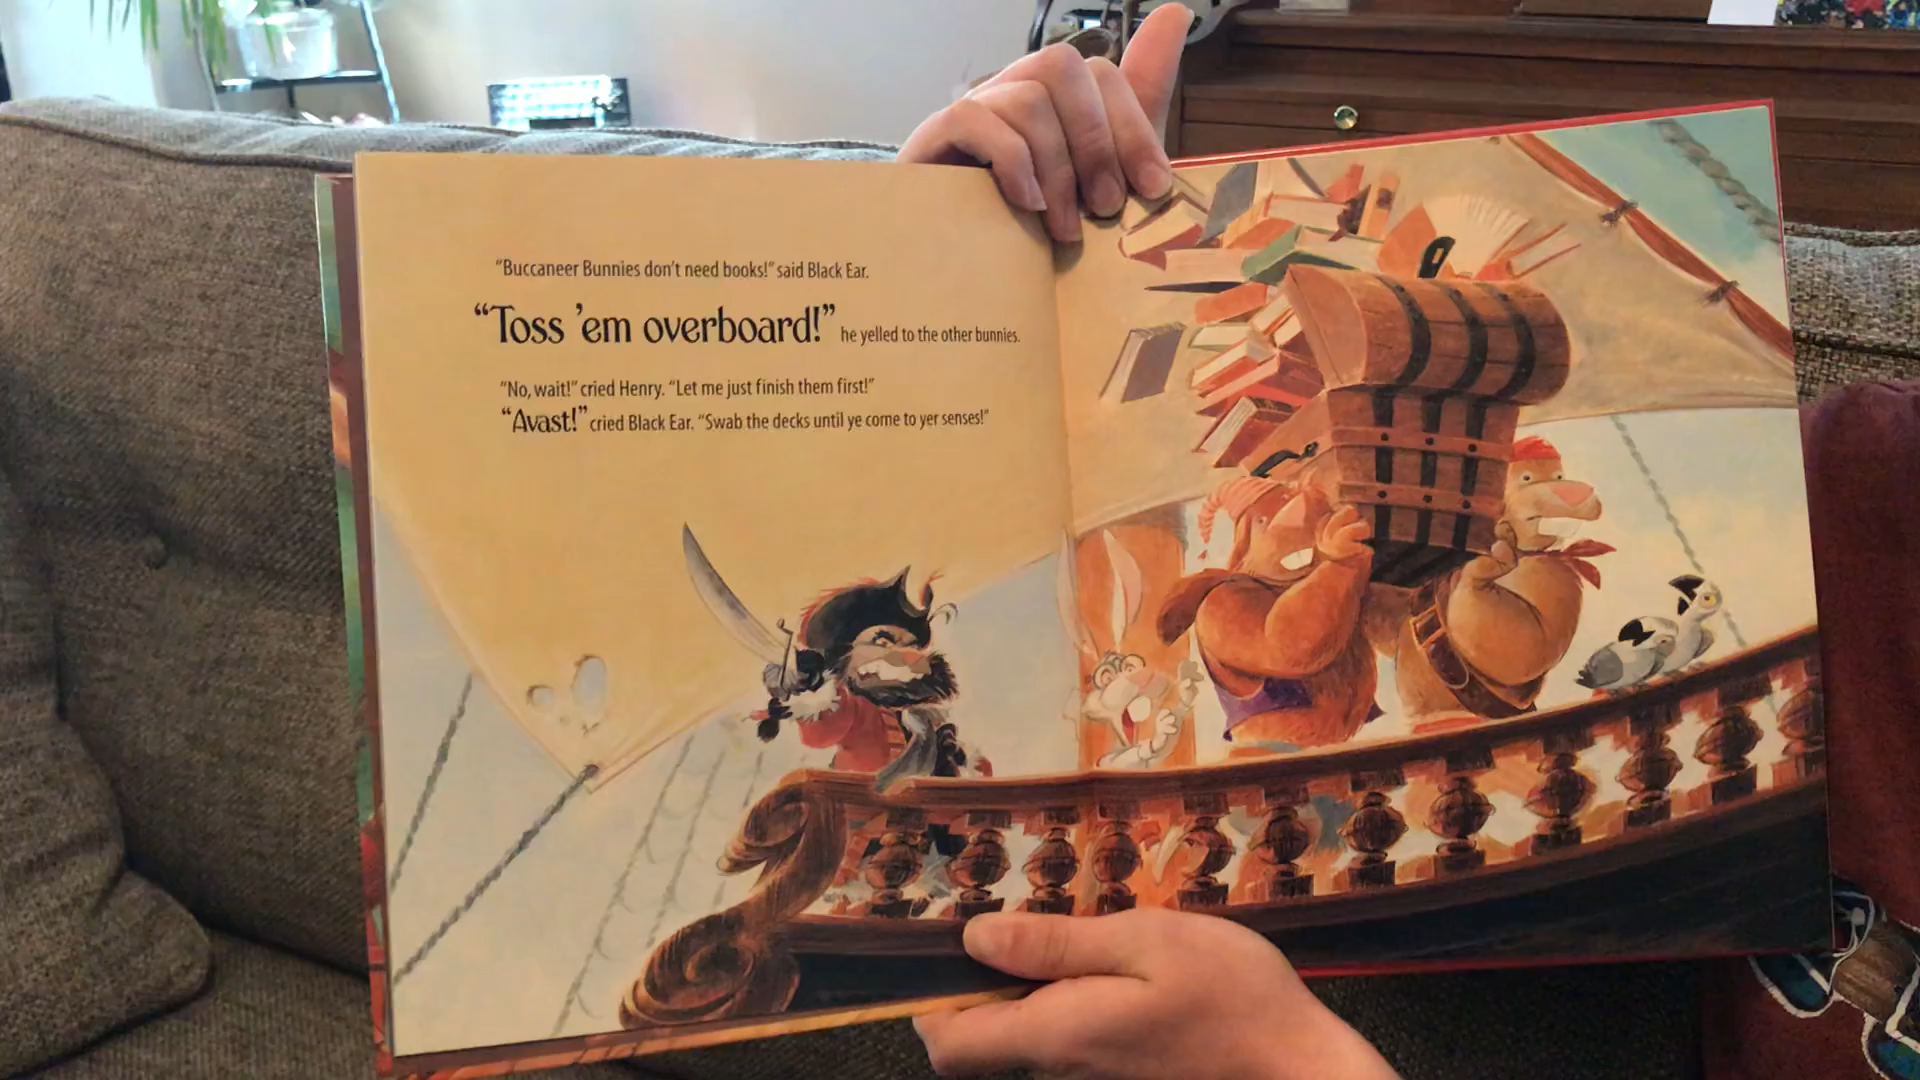 “Buccaneer Bunnies don’t need books!” said Black Ear.
“Toss ’em overboard!” he yelled to the other bunnies.
“No, wait!” cried Henry. “Let me just finish them first!”
“Avast!” cried Black Ear. “Swab the decks until ye come to yer senses!”